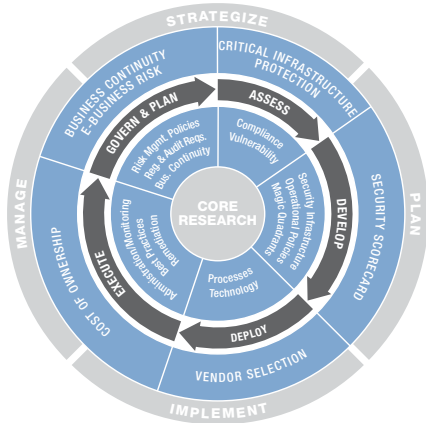 STRATEGIZE
PLAN
IMPLEMENT
MANAGE
BUSINESS CONTINUITY
E-BUSINESS RISK
CRITICAL INFRASTRUCTURE
PROTECTION
SECURITY SCORECARD
VENDOR SELECTION
COST OF OWNERSHIP
GOVERN & PLAN
ASSESS
DEVELOP
DEPLOY
EXECUTE
Risk Mgmt. Policies
Reg. & Audit Reqs.
Bus. Continuity
Compliance
Vulnerability
Security Infrastructure
Operational Policies
Magic Quadrants
Processes
Technology
Administration/Monitoring
Best Practices
Remediation
CORE
RESEARCH